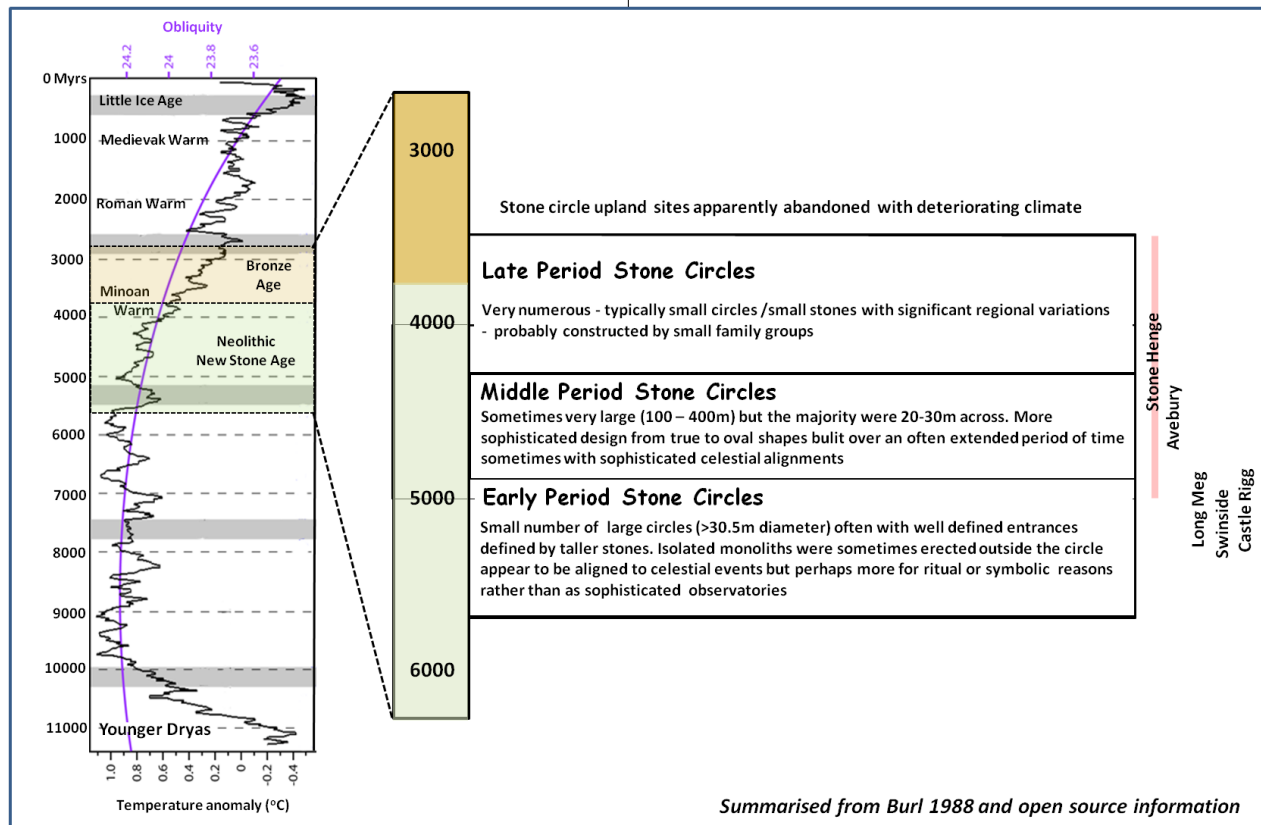 Obliquity
24.2
24
23.8
23.6
0 Myrs
1000
2000
3000
4000
5000
6000
7000
8000
9000
10000
11000
Little Ice Age
Medievak Warm
Roman Warm
Bronze
Age
Minoan
Warm
Neolithic
New Stone Age
Younger Dryas
1.0
0.8
0.6
0.4
0.2
0
-0.2
-0.4
Temperature anomaly (°C)
3000
4000
5000
6000
Stone circle upland sites apparently abandoned with deteriorating climate
Late Period Stone Circles
Very numerous - typically small circles /small stones with significant regional variations
- probably constructed by small family groups
Middle Period Stone Circles
Sometimes very large (100 – 400m) but the majority were 20-30m across. More
sophisticated design from true to oval shapes bulit over an often extended period of time
sometimes with sophisticated celestial alignments
Early Period Stone Circles
Small number of large circles (>30.5m diameter) often with well defined entrances
defined by taller stones. Isolated monoliths were sometimes erected outside the circle
appear to be aligned to celestial events but perhaps more for ritual or symbolic reasons
rather than as sophisticated observatories
Stone Henge
Avebury
Long Meg
Swinside
Castle Rigg
Summarised from Burl 1988 and open source information